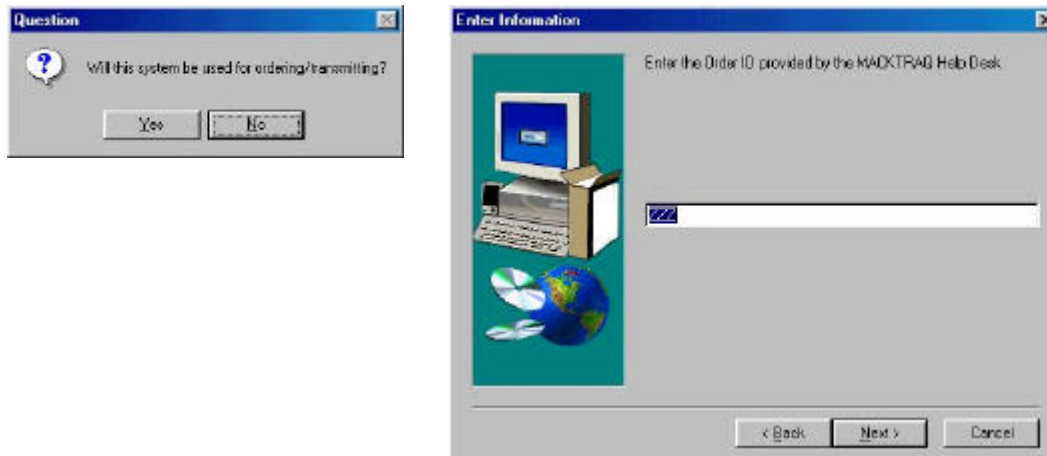 Question
Will this system be used for ordering/transmitting?
Yes
No
Enter Information
Enter the Order ID provided by the MACKTRAQ Help Desk
ZZZ
< Back
Next >
Cancel